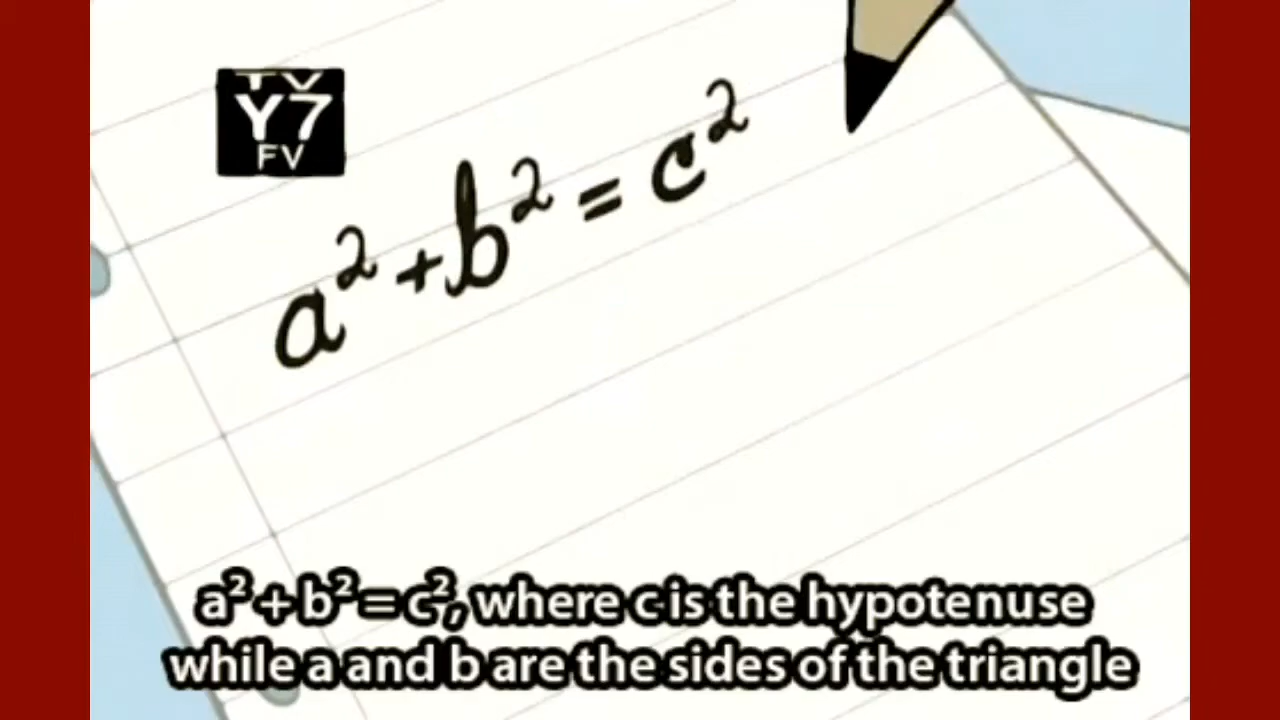 TV
Y7
FV
a² + b² = c²
a² + b² = c², where c is the hypotenuse
while a and b are the sides of the triangle